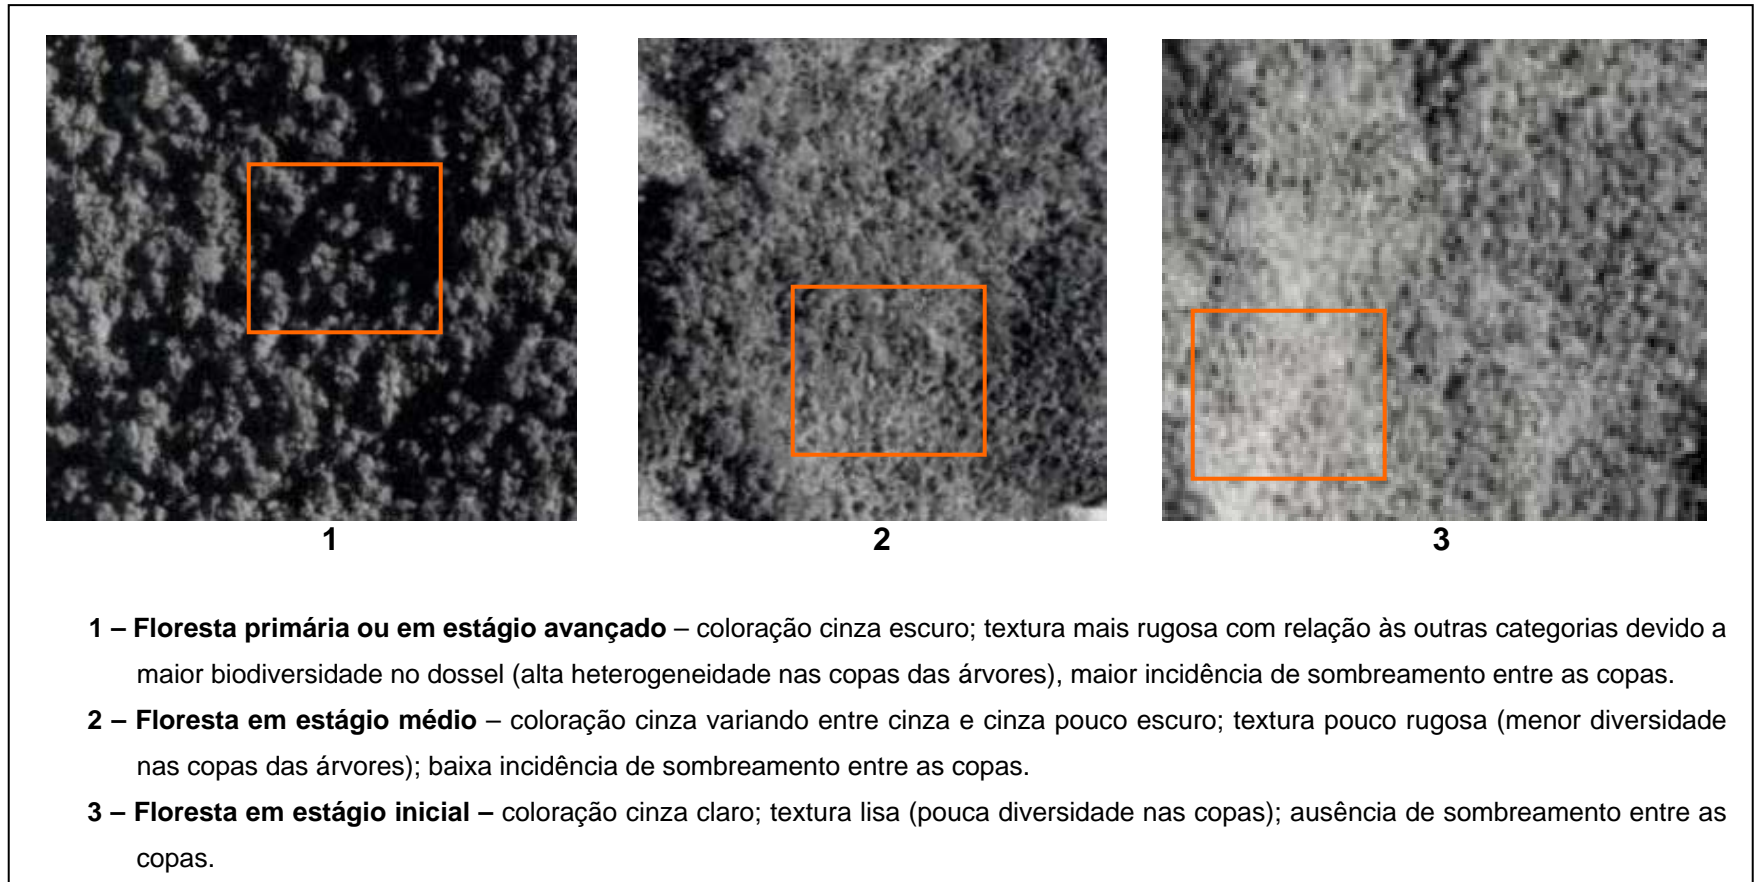 1
2
3
1 – Floresta primária ou em estágio avançado – coloração cinza escuro; textura mais rugosa com relação às outras categorias devido a
maior biodiversidade no dossel (alta heterogeneidade nas copas das árvores), maior incidência de sombreamento entre as copas.
2 – Floresta em estágio médio – coloração cinza variando entre cinza e cinza pouco escuro; textura pouco rugosa (menor diversidade
nas copas das árvores); baixa incidência de sombreamento entre as copas.
3 – Floresta em estágio inicial – coloração cinza claro; textura lisa (pouca diversidade nas copas); ausência de sombreamento entre as
copas.